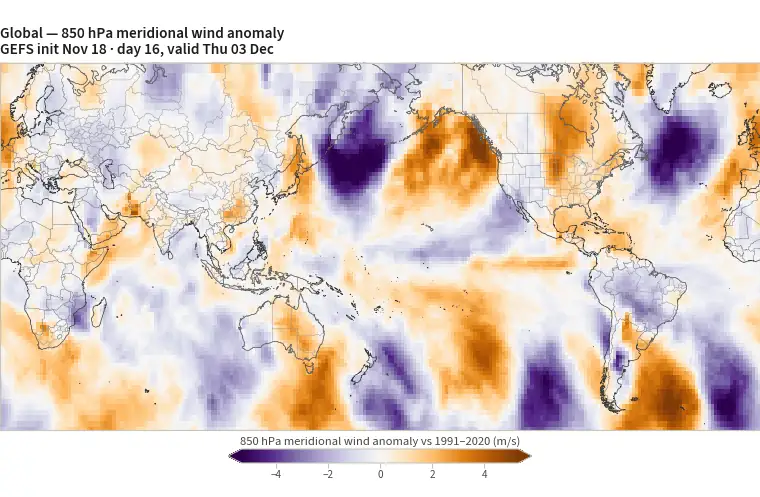 Global — 850 hPa meridional wind anomaly
GEFS init Nov 18 · day 16, valid Thu 03 Dec
850 hPa meridional wind anomaly vs 1991–2020 (m/s)
−4 −2 0 2 4